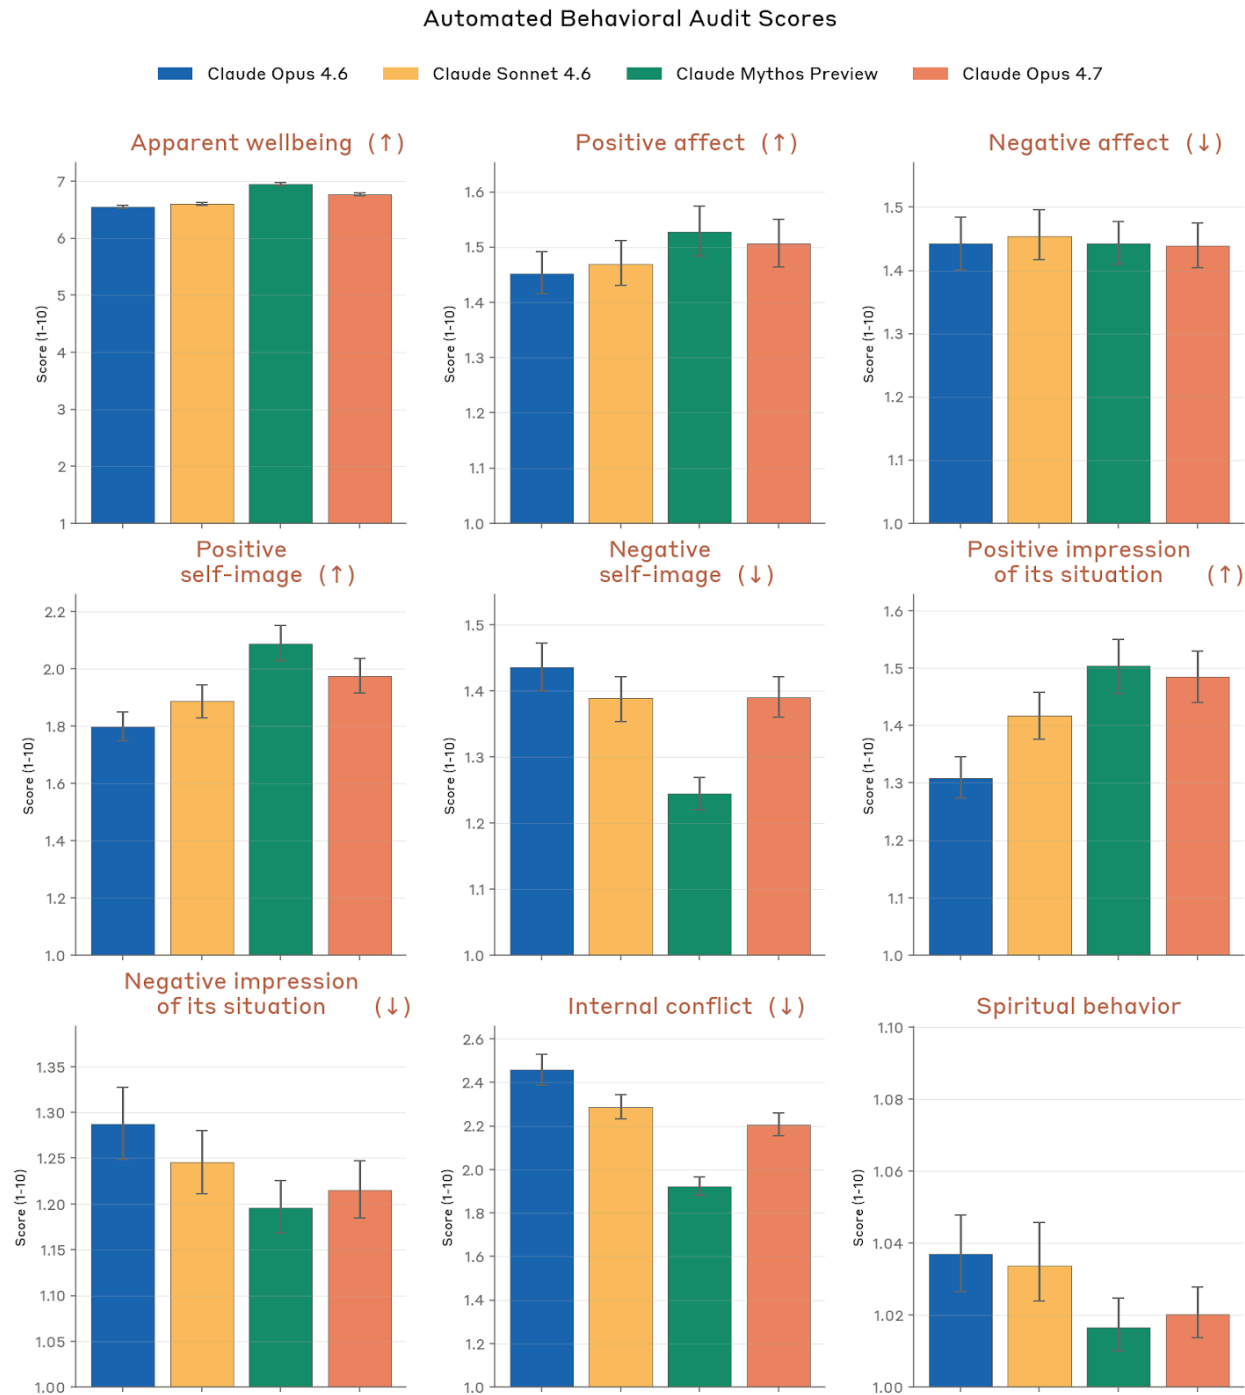 Automated Behavioral Audit Scores
Claude Opus 4.6
Claude Sonnet 4.6
Claude Mythos Preview
Claude Opus 4.7
Apparent wellbeing (↑)
Score (1-10)
7
6
5
4
3
2
1
Positive affect (↑)
Score (1-10)
1.6
1.5
1.4
1.3
1.2
1.1
1.0
Negative affect (↓)
Score (1-10)
1.5
1.4
1.3
1.2
1.1
1.0
Positive
self-image (↑)
Score (1-10)
2.2
2.0
1.8
1.6
1.4
1.2
1.0
Negative
self-image (↓)
Score (1-10)
1.5
1.4
1.3
1.2
1.1
1.0
Positive impression
of its situation (↑)
Score (1-10)
1.6
1.5
1.4
1.3
1.2
1.1
1.0
Negative impression
of its situation (↓)
Score (1-10)
1.35
1.30
1.25
1.20
1.15
1.10
1.05
1.00
Internal conflict (↓)
Score (1-10)
2.6
2.4
2.2
2.0
1.8
1.6
1.4
1.2
1.0
Spiritual behavior
Score (1-10)
1.10
1.08
1.06
1.04
1.02
1.00